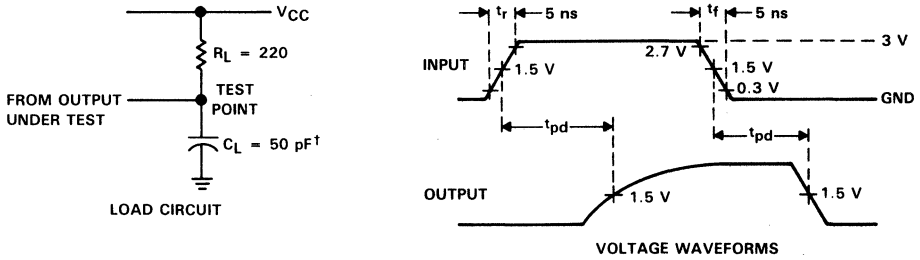 VCC
RL = 220
TEST
POINT
FROM OUTPUT
UNDER TEST
CL = 50 pF†
LOAD CIRCUIT
tr
5 ns
tf
5 ns
3 V
2.7 V
INPUT
1.5 V
1.5 V
0.3 V
GND
tpd
tpd
OUTPUT
1.5 V
1.5 V
VOLTAGE WAVEFORMS